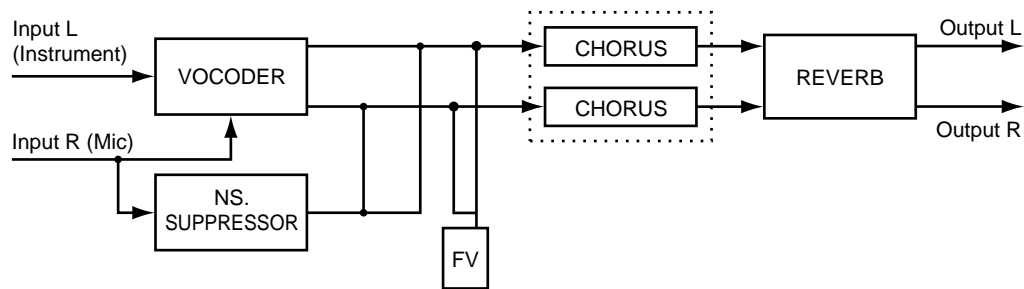 Input L
(Instrument)
VOCODER
CHORUS
CHORUS
REVERB
Output L
Output R
Input R (Mic)
NS.
SUPPRESSOR
FV